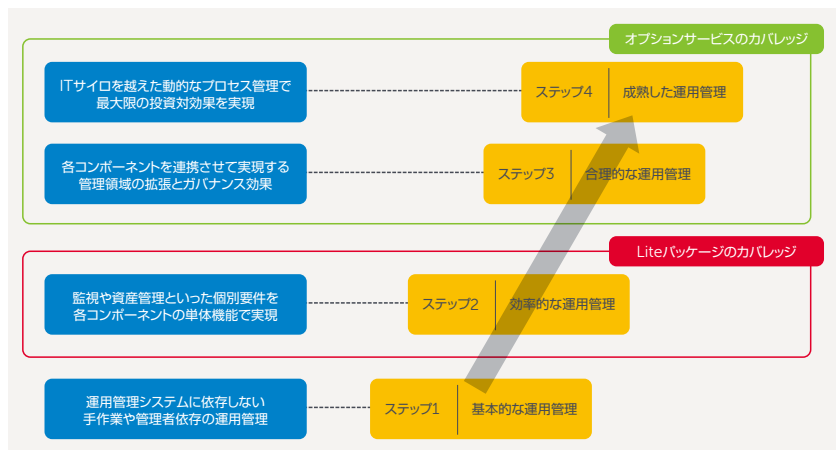 オプションサービスのカバレッジ
ITサイロを越えた動的なプロセス管理で
最大限の投資対効果を実現
ステップ4 成熟した運用管理
各コンポーネントを連携させて実現する
管理領域の拡張とガバナンス効果
ステップ3 合理的な運用管理
Liteパッケージのカバレッジ
監視や資産管理といった個別要件を
各コンポーネントの単体機能で実現
ステップ2 効率的な運用管理
運用管理システムに依存しない
手作業や管理者依存の運用管理
ステップ1 基本的な運用管理